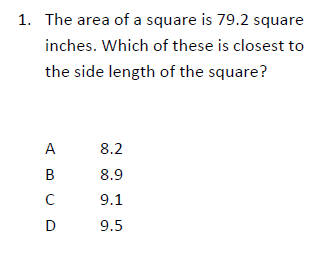 1. The area of a square is 79.2 square
inches. Which of these is closest to
the side length of the square?
A 8.2
B 8.9
C 9.1
D 9.5